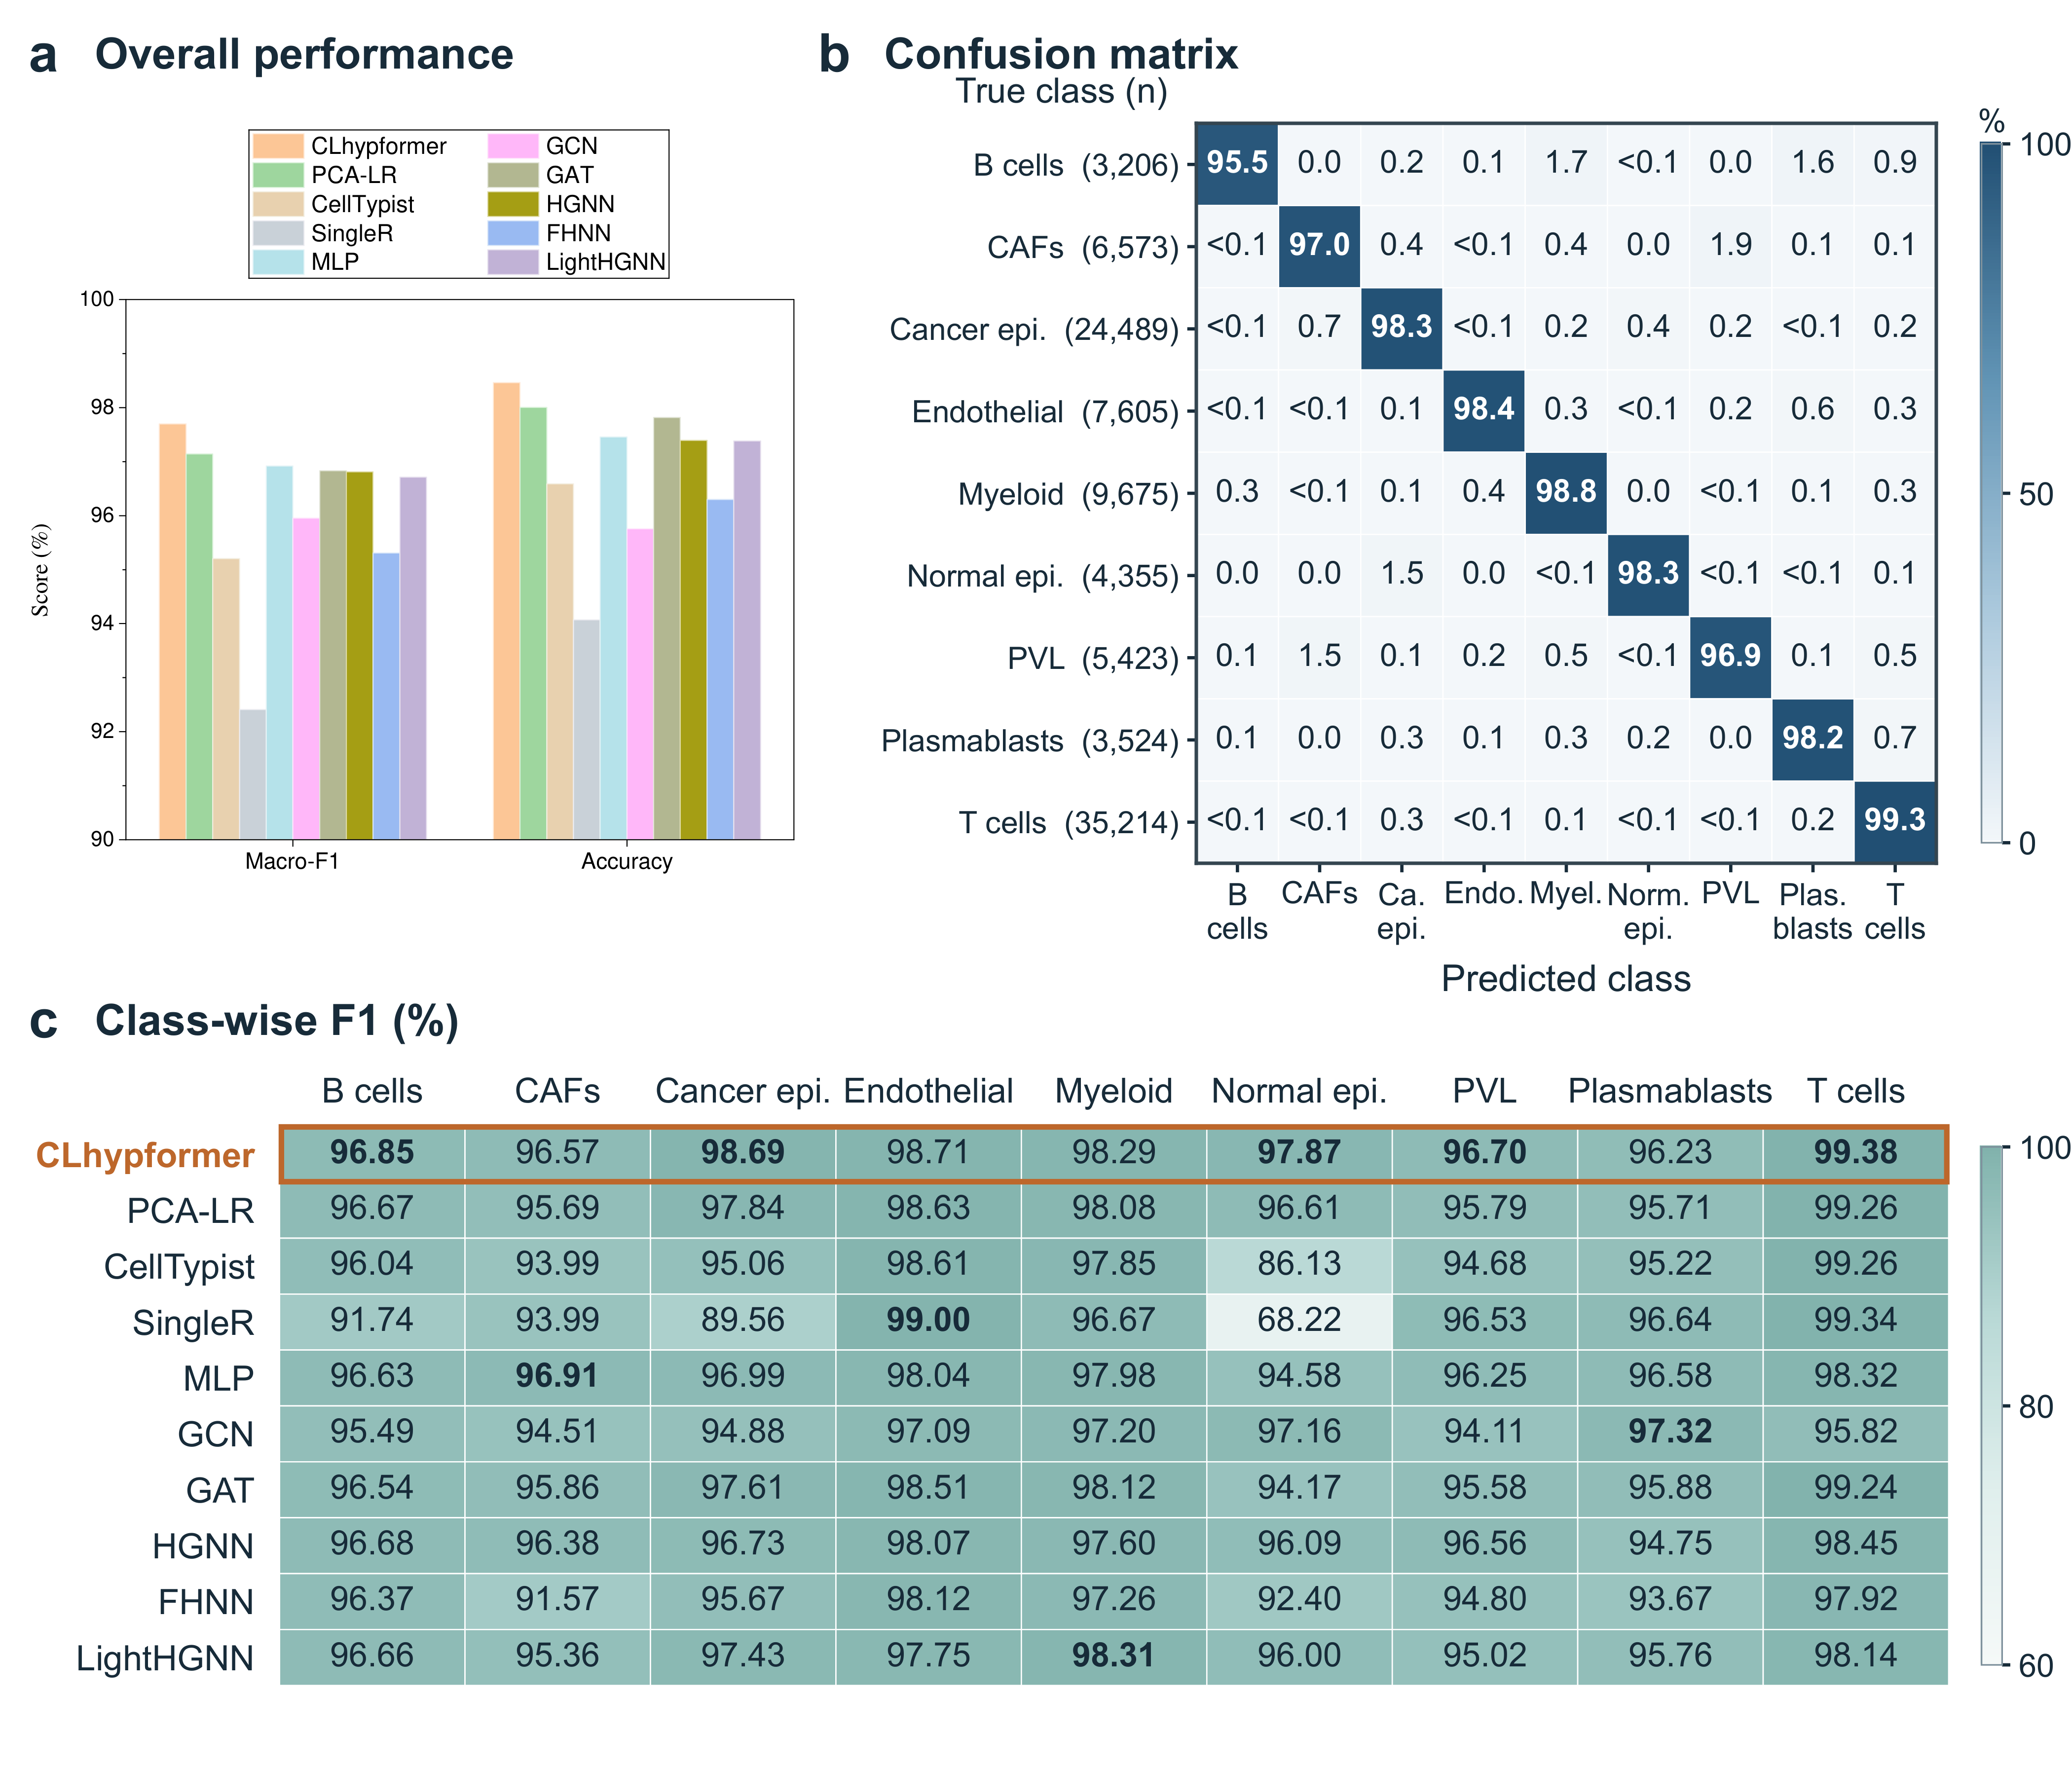 a Overall performance
CLhypformer GCN
PCA-LR GAT
CellTypist HGNN
SingleR FHNN
MLP LightHGNN
100
98
96
94
92
90
Score (%)
Macro-F1 Accuracy
b Confusion matrix
True class (n)
%
B cells (3,206) 95.5 0.0 0.2 0.1 1.7 <0.1 0.0 1.6 0.9
CAFs (6,573) <0.1 97.0 0.4 <0.1 0.4 0.0 1.9 0.1 0.1
Cancer epi. (24,489) <0.1 0.7 98.3 <0.1 0.2 0.4 0.2 <0.1 0.2
Endothelial (7,605) <0.1 <0.1 0.1 98.4 0.3 <0.1 0.2 0.6 0.3
Myeloid (9,675) 0.3 <0.1 0.1 0.4 98.8 0.0 <0.1 0.1 0.3
Normal epi. (4,355) 0.0 0.0 1.5 0.0 <0.1 98.3 <0.1 <0.1 0.1
PVL (5,423) 0.1 1.5 0.1 0.2 0.5 <0.1 96.9 0.1 0.5
Plasmablasts (3,524) 0.1 0.0 0.3 0.1 0.3 0.2 0.0 98.2 0.7
T cells (35,214) <0.1 <0.1 0.3 <0.1 0.1 <0.1 <0.1 0.2 99.3
100
50
0
B CAFs Ca. Endo. Myel. Norm. PVL Plas. T
cells epi. epi. blasts cells
Predicted class
c Class-wise F1 (%)
B cells CAFs Cancer epi. Endothelial Myeloid Normal epi. PVL Plasmablasts T cells
CLhypformer 96.85 96.57 98.69 98.71 98.29 97.87 96.70 96.23 99.38
PCA-LR 96.67 95.69 97.84 98.63 98.08 96.61 95.79 95.71 99.26
CellTypist 96.04 93.99 95.06 98.61 97.85 86.13 94.68 95.22 99.26
SingleR 91.74 93.99 89.56 99.00 96.67 68.22 96.53 96.64 99.34
MLP 96.63 96.91 96.99 98.04 97.98 94.58 96.25 96.58 98.32
GCN 95.49 94.51 94.88 97.09 97.20 97.16 94.11 97.32 95.82
GAT 96.54 95.86 97.61 98.51 98.12 94.17 95.58 95.88 99.24
HGNN 96.68 96.38 96.73 98.07 97.60 96.09 96.56 94.75 98.45
FHNN 96.37 91.57 95.67 98.12 97.26 92.40 94.80 93.67 97.92
LightHGNN 96.66 95.36 97.43 97.75 98.31 96.00 95.02 95.76 98.14
100
80
60